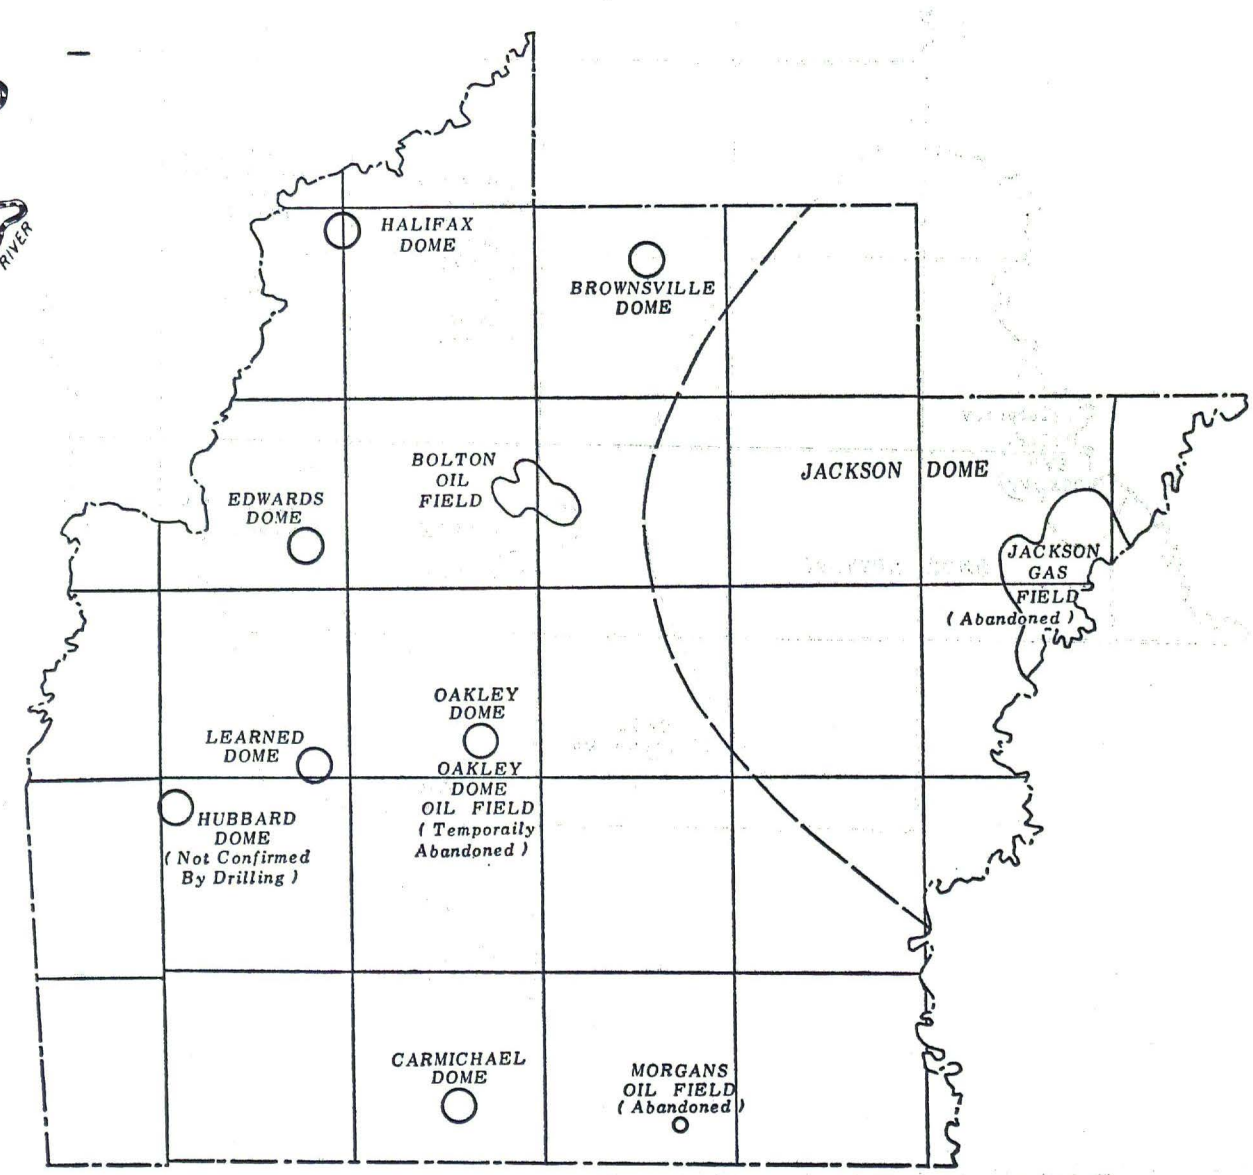 RIVER
HALIFAX
DOME
BROWNSVILLE
DOME
BOLTON
OIL
FIELD
JACKSON DOME
EDWARDS
DOME
JACKSON
GAS
FIELD
( Abandoned )
OAKLEY
DOME
LEARNED
DOME
OAKLEY
DOME
OIL FIELD
( Temporaily
Abandoned )
HUBBARD
DOME
( Not Confirmed
By Drilling )
CARMICHAEL
DOME
MORGANS
OIL FIELD
( Abandoned )